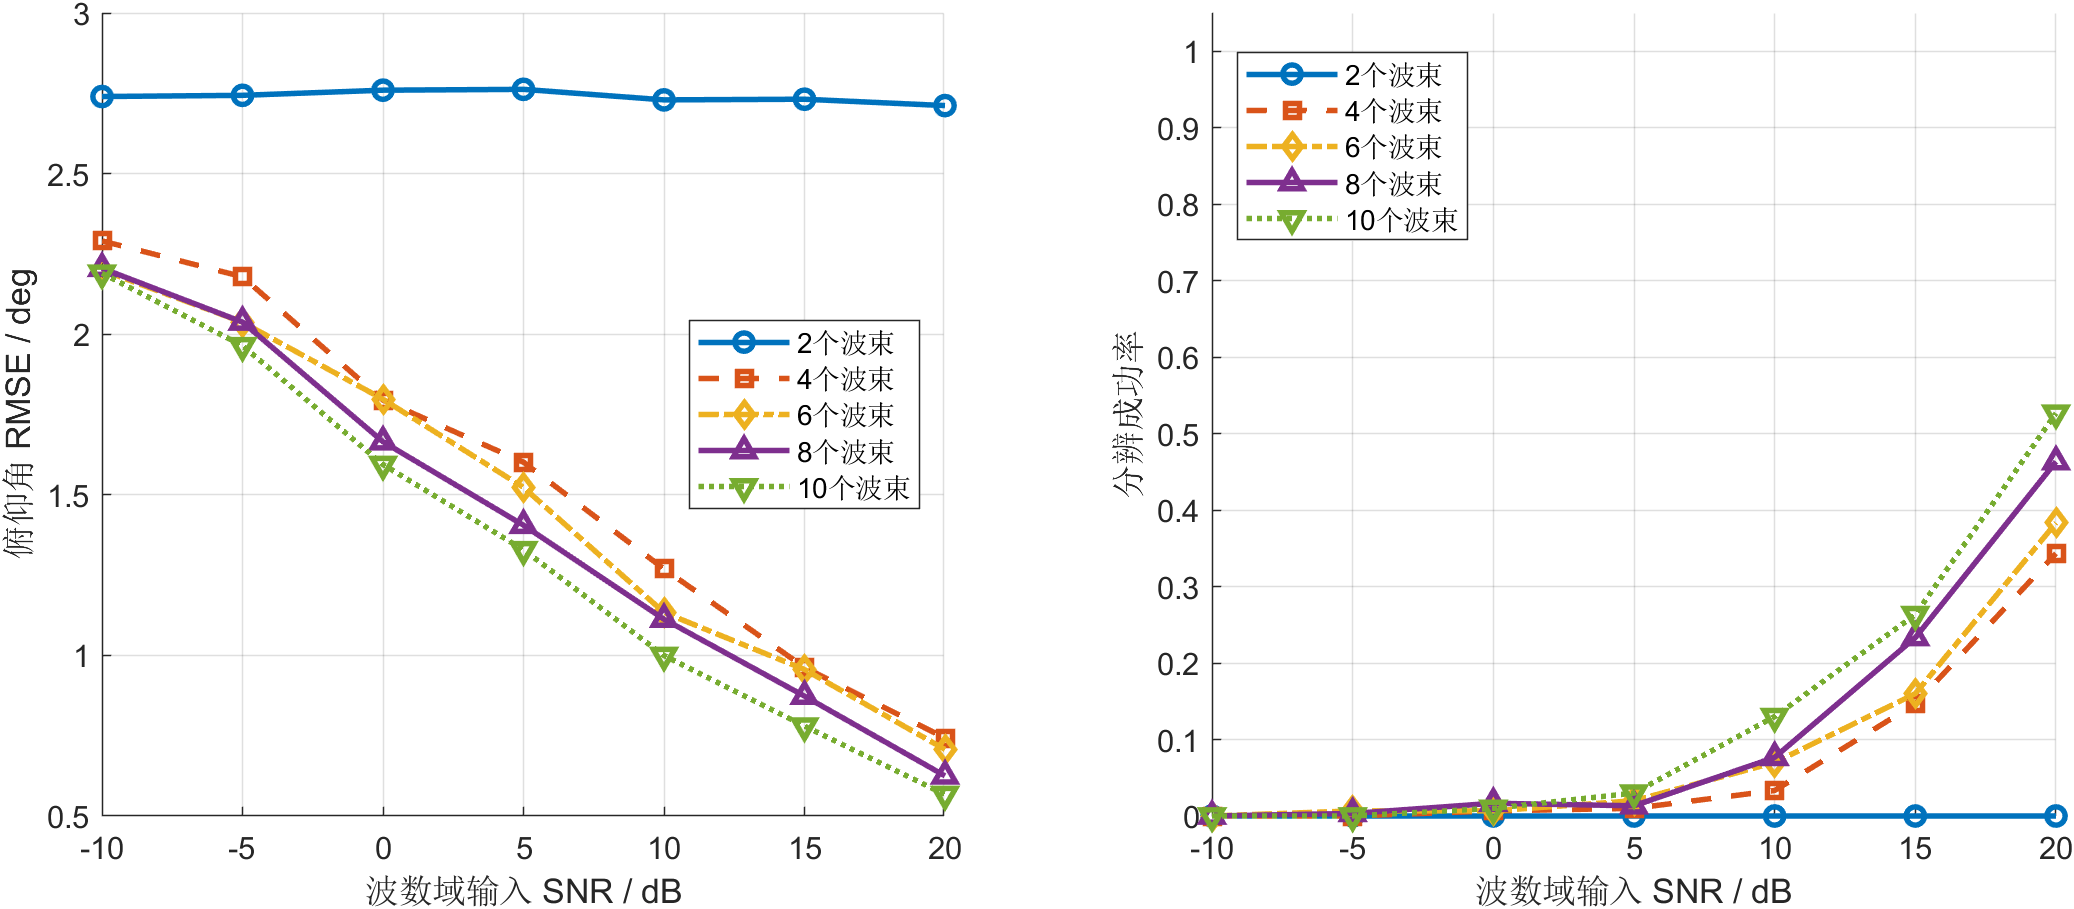 3
2.5
2
1.5
1
0.5
-10
-5
0
5
10
15
20
俯仰角 RMSE / deg
波数域输入 SNR / dB
2个波束
4个波束
6个波束
8个波束
10个波束
1
0.9
0.8
0.7
0.6
0.5
0.4
0.3
0.2
0.1
0
-10
-5
0
5
10
15
20
分辨成功率
波数域输入 SNR / dB
2个波束
4个波束
6个波束
8个波束
10个波束